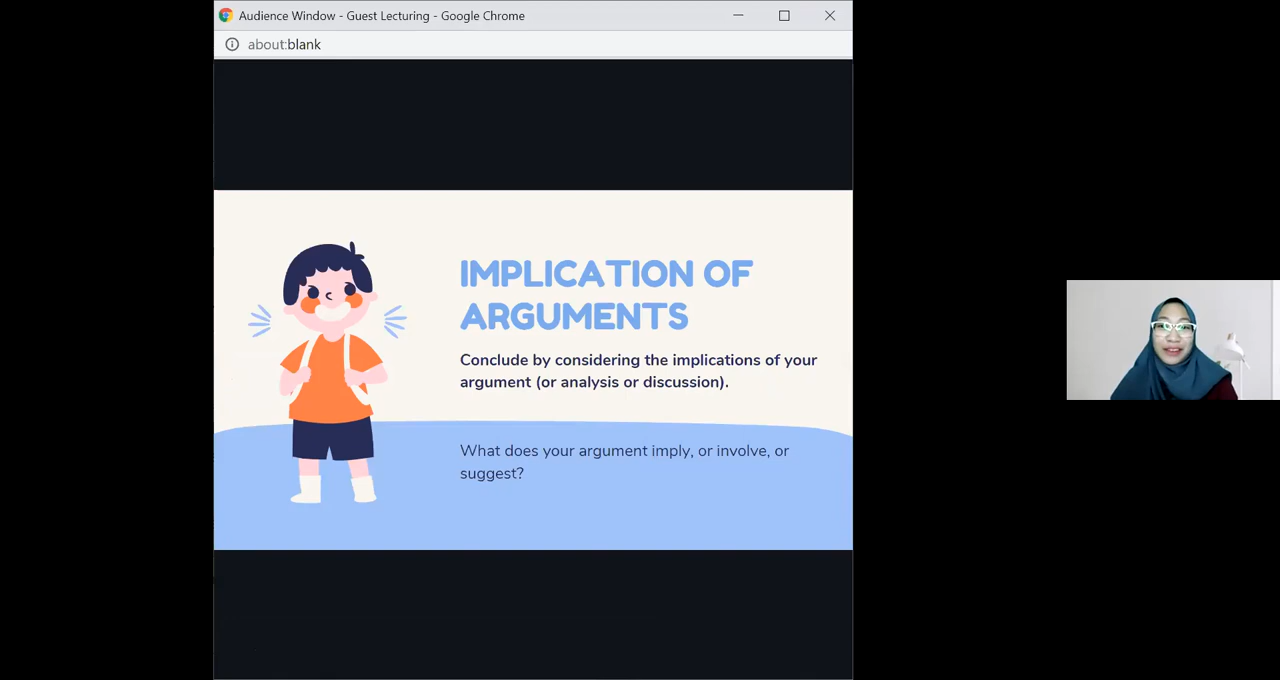 Audience Window - Guest Lecturing - Google Chrome
about:blank
IMPLICATION OF
ARGUMENTS
Conclude by considering the implications of your
argument (or analysis or discussion).
What does your argument imply, or involve, or
suggest?